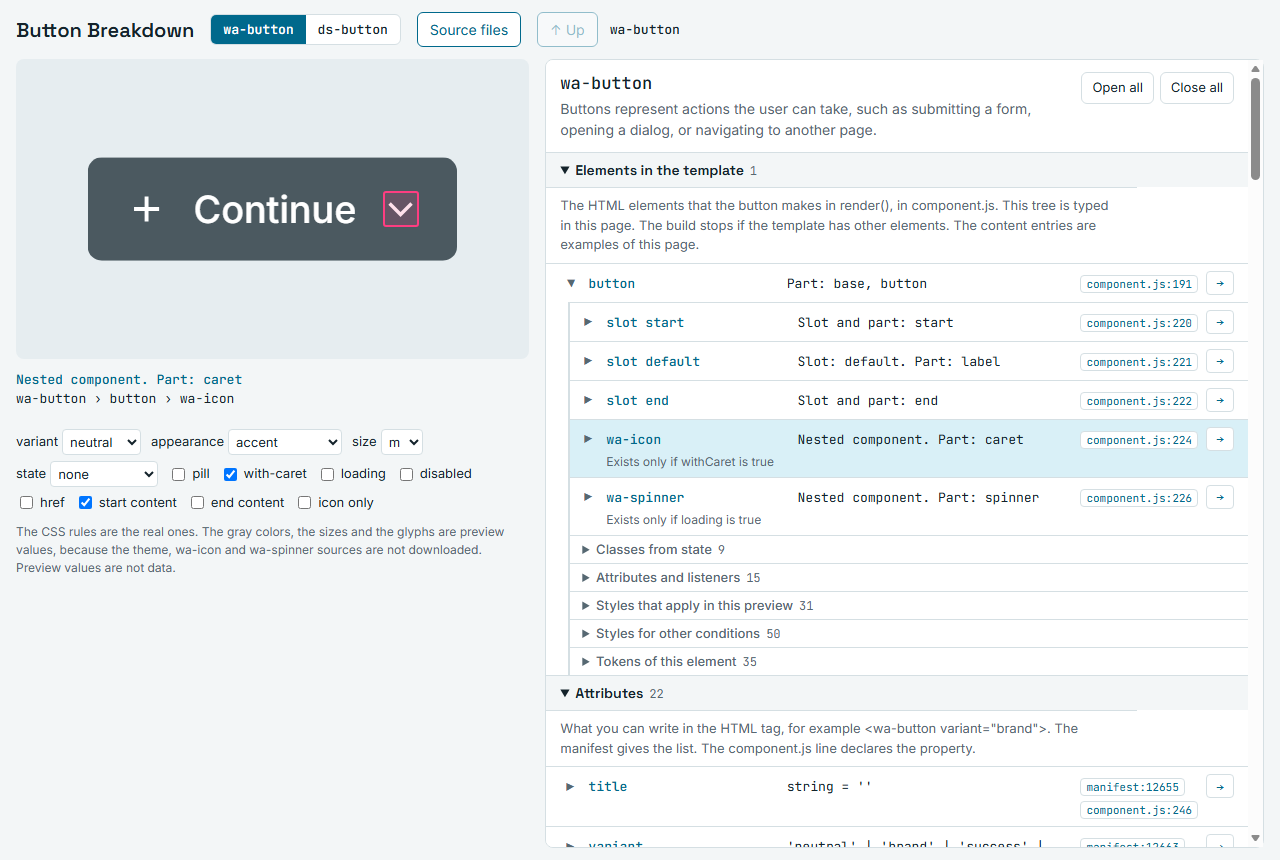 Button Breakdown wa-button ds-button Source files ↑ Up wa-button
+ Continue
Nested component. Part: caret
wa-button › button › wa-icon
variant neutral appearance accent size m
state none pill with-caret loading disabled
href start content end content icon only
The CSS rules are the real ones. The gray colors, the sizes and the glyphs are preview
values, because the theme, wa-icon and wa-spinner sources are not downloaded.
Preview values are not data.
wa-button Open all Close all
Buttons represent actions the user can take, such as submitting a form,
opening a dialog, or navigating to another page.
▼ Elements in the template 1
The HTML elements that the button makes in render(), in component.js. This tree is typed
in this page. The build stops if the template has other elements. The content entries are
examples of this page.
▼ button Part: base, button component.js:191 →
▶ slot start Slot and part: start component.js:220 →
▶ slot default Slot: default. Part: label component.js:221 →
▶ slot end Slot and part: end component.js:222 →
▶ wa-icon Nested component. Part: caret component.js:224 →
Exists only if withCaret is true
▶ wa-spinner Nested component. Part: spinner component.js:226 →
Exists only if loading is true
▶ Classes from state 9
▶ Attributes and listeners 15
▶ Styles that apply in this preview 31
▶ Styles for other conditions 50
▶ Tokens of this element 35
▼ Attributes 22
What you can write in the HTML tag, for example <wa-button variant="brand">. The
manifest gives the list. The component.js line declares the property.
▶ title string = '' manifest:12655 →
component.js:246
▶ variant 'neutral' | 'brand' | 'success' | manifest:12663 →